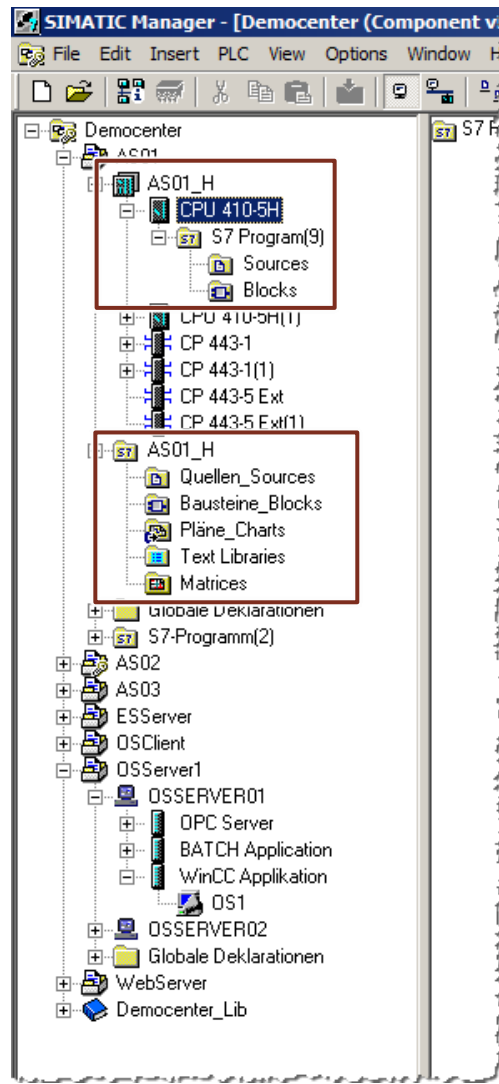 SIMATIC Manager - [Democenter (Component vi
File Edit Insert PLC View Options Window H
Democenter
S7 P
AS01
AS01_H
CPU 410-5H
S7 Program(9)
Sources
Blocks
CPU 410-5H(1)
CP 443-1
CP 443-1(1)
CP 443-5 Ext
CP 443-5 Ext(1)
AS01_H
Quellen_Sources
Bausteine_Blocks
Pläne_Charts
Text Libraries
Matrices
Globale Deklarationen
S7-Programm(2)
AS02
AS03
ESServer
OSClient
OSServer1
OSSERVER01
OPC Server
BATCH Application
WinCC Applikation
OS1
OSSERVER02
Globale Deklarationen
WebServer
Democenter_Lib